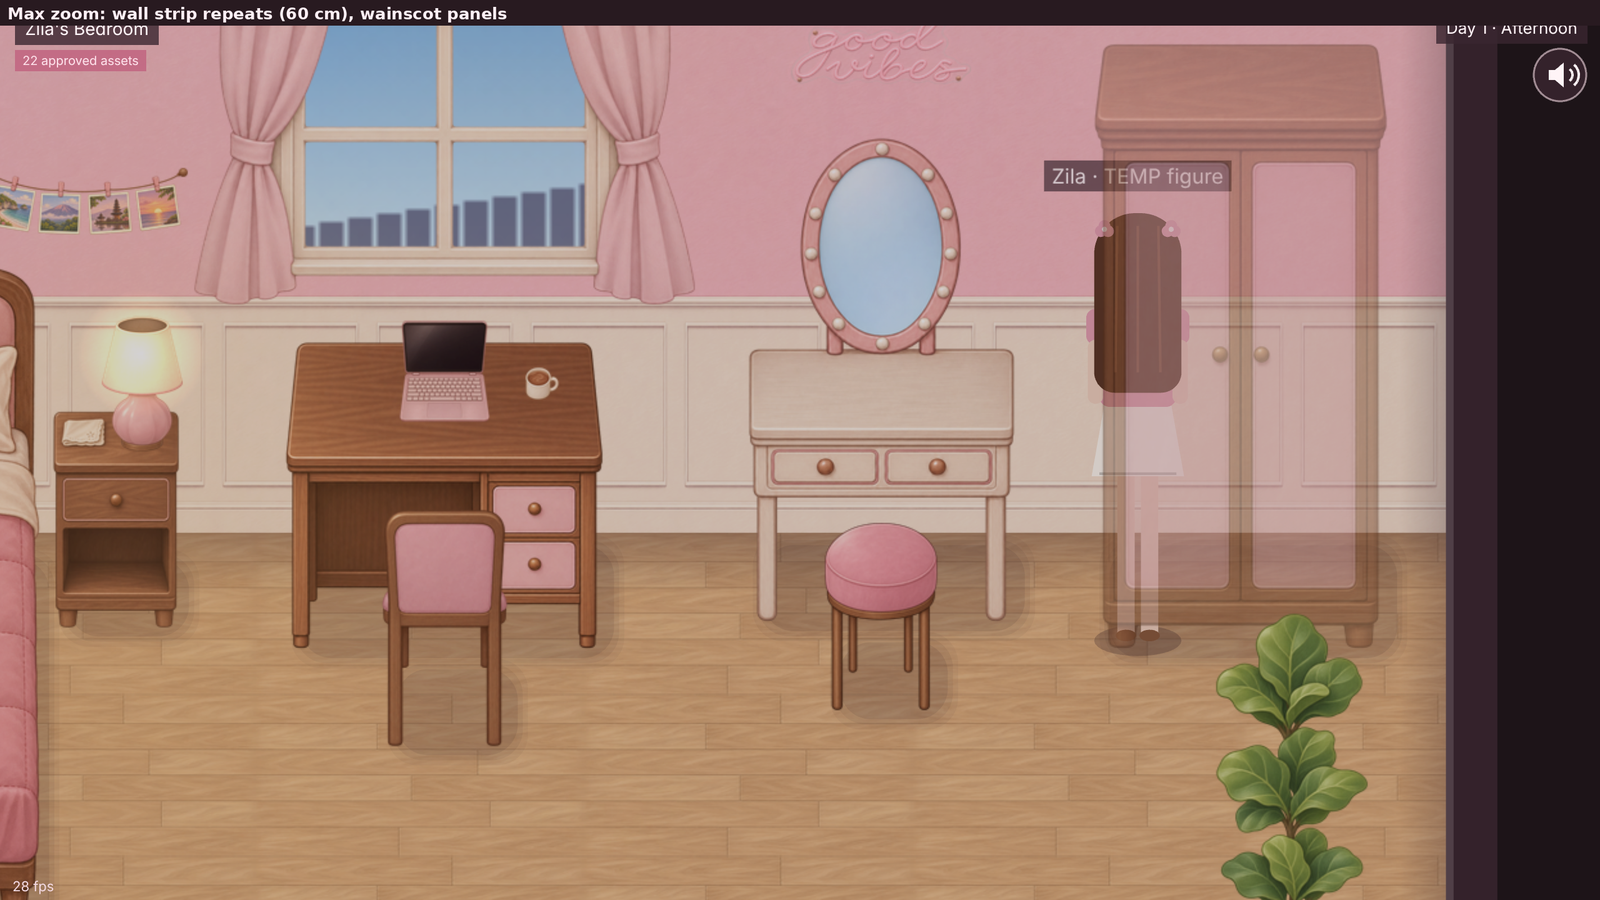 Max zoom: wall strip repeats (60 cm), wainscot panels
Zila's Bedroom
Day 1 · Afternoon
22 approved assets
good
vibes
Zila · TEMP figure
28 fps